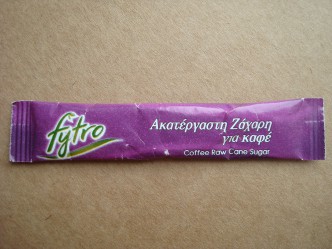 fytro
Ακατέργαστη Ζάχαρη
για καφέ
Coffee Raw Cane Sugar